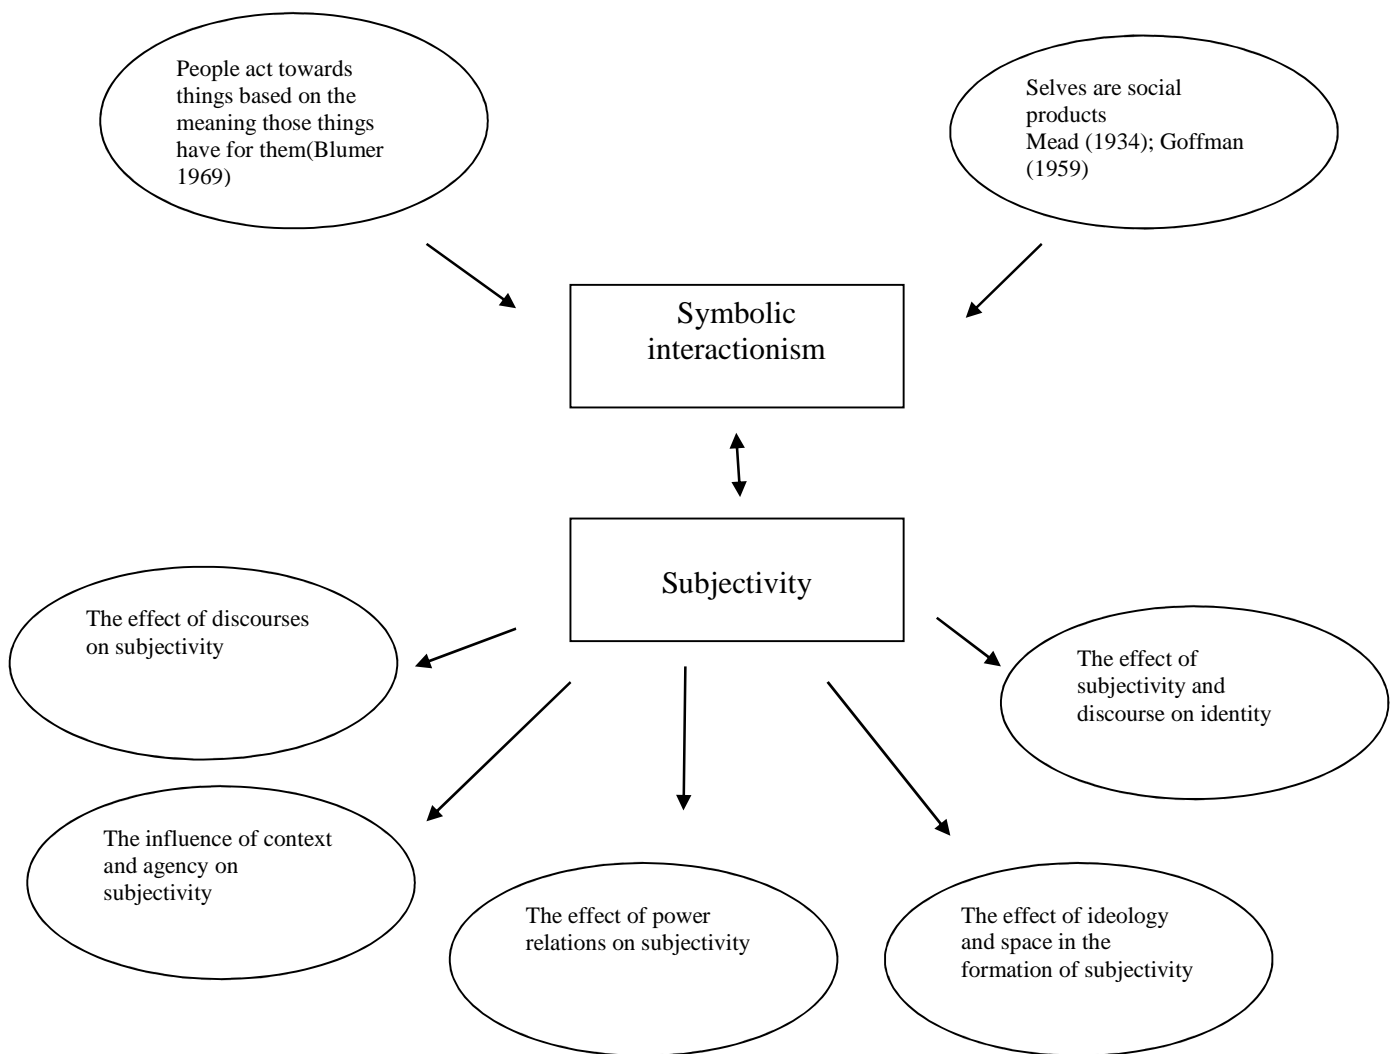 People act towards
things based on the
meaning those things
have for them(Blumer
1969)
Selves are social
products
Mead (1934); Goffman
(1959)
Symbolic
interactionism
Subjectivity
The effect of discourses
on subjectivity
The effect of
subjectivity and
discourse on identity
The influence of context
and agency on
subjectivity
The effect of power
relations on subjectivity
The effect of ideology
and space in the
formation of subjectivity